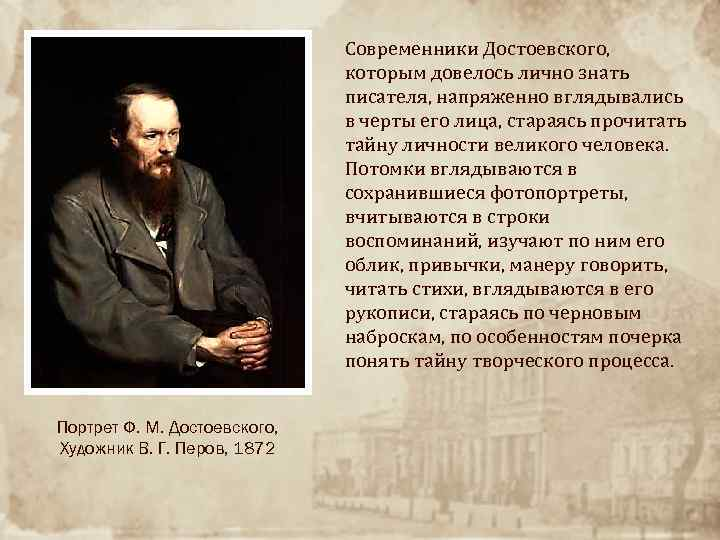 Современники Достоевского,
которым довелось лично знать
писателя, напряженно вглядывались
в черты его лица, стараясь прочитать
тайну личности великого человека.
Потомки вглядываются в
сохранившиеся фотопортреты,
вчитываются в строки
воспоминаний, изучают по ним его
облик, привычки, манеру говорить,
читать стихи, вглядываются в его
рукописи, стараясь по черновым
наброскам, по особенностям почерка
понять тайну творческого процесса.
Портрет Ф. М. Достоевского,
Художник В. Г. Перов, 1872